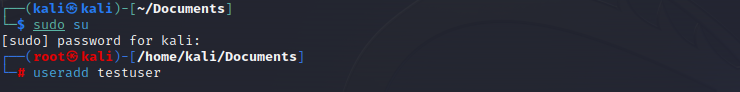 ┌──(kali㉿kali)-[~/Documents]
└─$ sudo su
[sudo] password for kali:
┌──(root㉿kali)-[/home/kali/Documents]
└─# useradd testuser